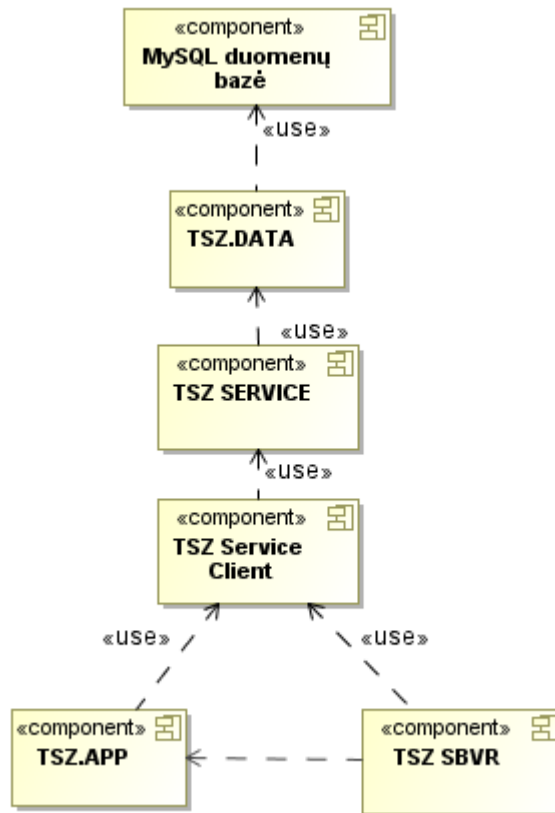 «component»
MySQL duomenų
bazė
«use»
«component»
TSZ.DATA
«use»
«component»
TSZ SERVICE
«use»
«component»
TSZ Service
Client
«use»
«use»
«component»
TSZ.APP
«component»
TSZ SBVR